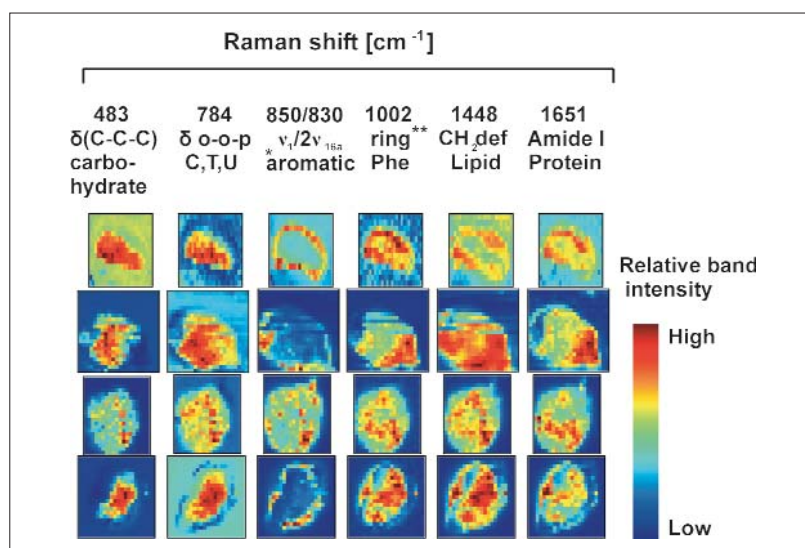 Raman shift [cm -1]
483 784 850/830 1002 1448 1651
δ(C-C-C) δ o-o-p ν1/2ν16a ring** CH2def Amide I
carbo- C,T,U *aromatic Phe Lipid Protein
hydrate
Relative band
intensity
High
Low